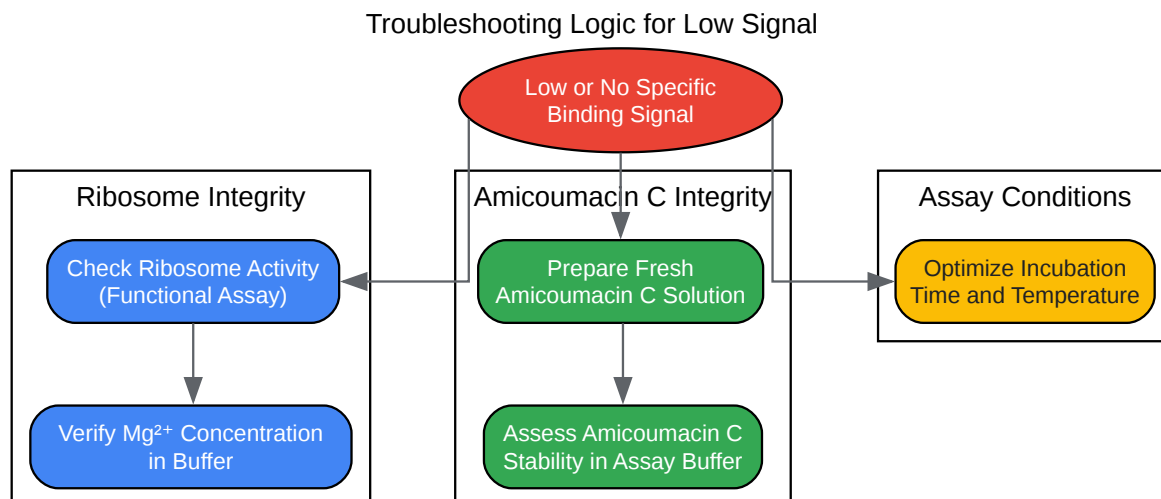 Troubleshooting Logic for Low Signal
Low or No Specific
Binding Signal
Ribosome Integrity
Check Ribosome Activity
(Functional Assay)
Verify Mg²⁺ Concentration
in Buffer
Amicoumacin C Integrity
Prepare Fresh
Amicoumacin C Solution
Assess Amicoumacin C
Stability in Assay Buffer
Assay Conditions
Optimize Incubation
Time and Temperature